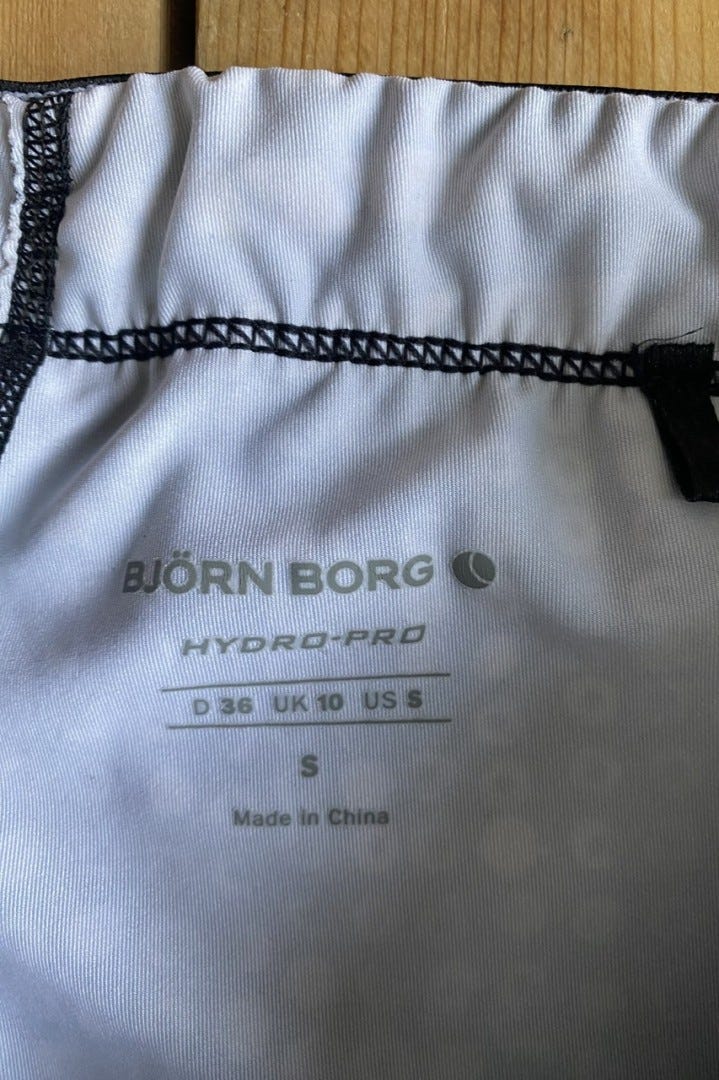 BJÖRN BORG
HYDRO-PRO
D 36 UK 10 US S
S
Made in China